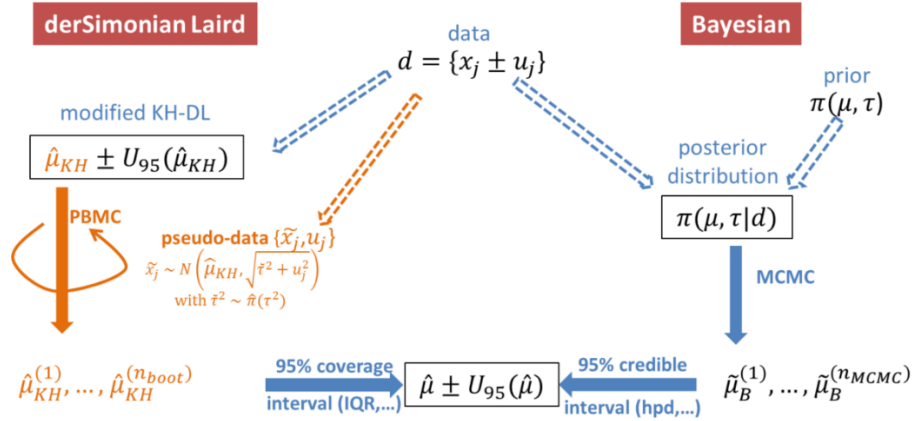 derSimonian Laird
data
Bayesian
d = {x_j ± u_j}
prior
π(μ, τ)
modified KH-DL
μ̂_KH ± U_95(μ̂_KH)
posterior
distribution
π(μ, τ|d)
PBMC
pseudo-data {x̃_j, u_j}
x̃_j ~ N(μ̂_KH, √(τ̃² + u_j²))
with τ̃² ~ π̂(τ²)
MCMC
95% coverage
interval (IQR,...)
95% credible
interval (hpd,...)
μ̂_KH^(1), ..., μ̂_KH^(n_boot)
μ̂ ± U_95(μ̂)
μ̃_B^(1), ..., μ̃_B^(n_MCMC)